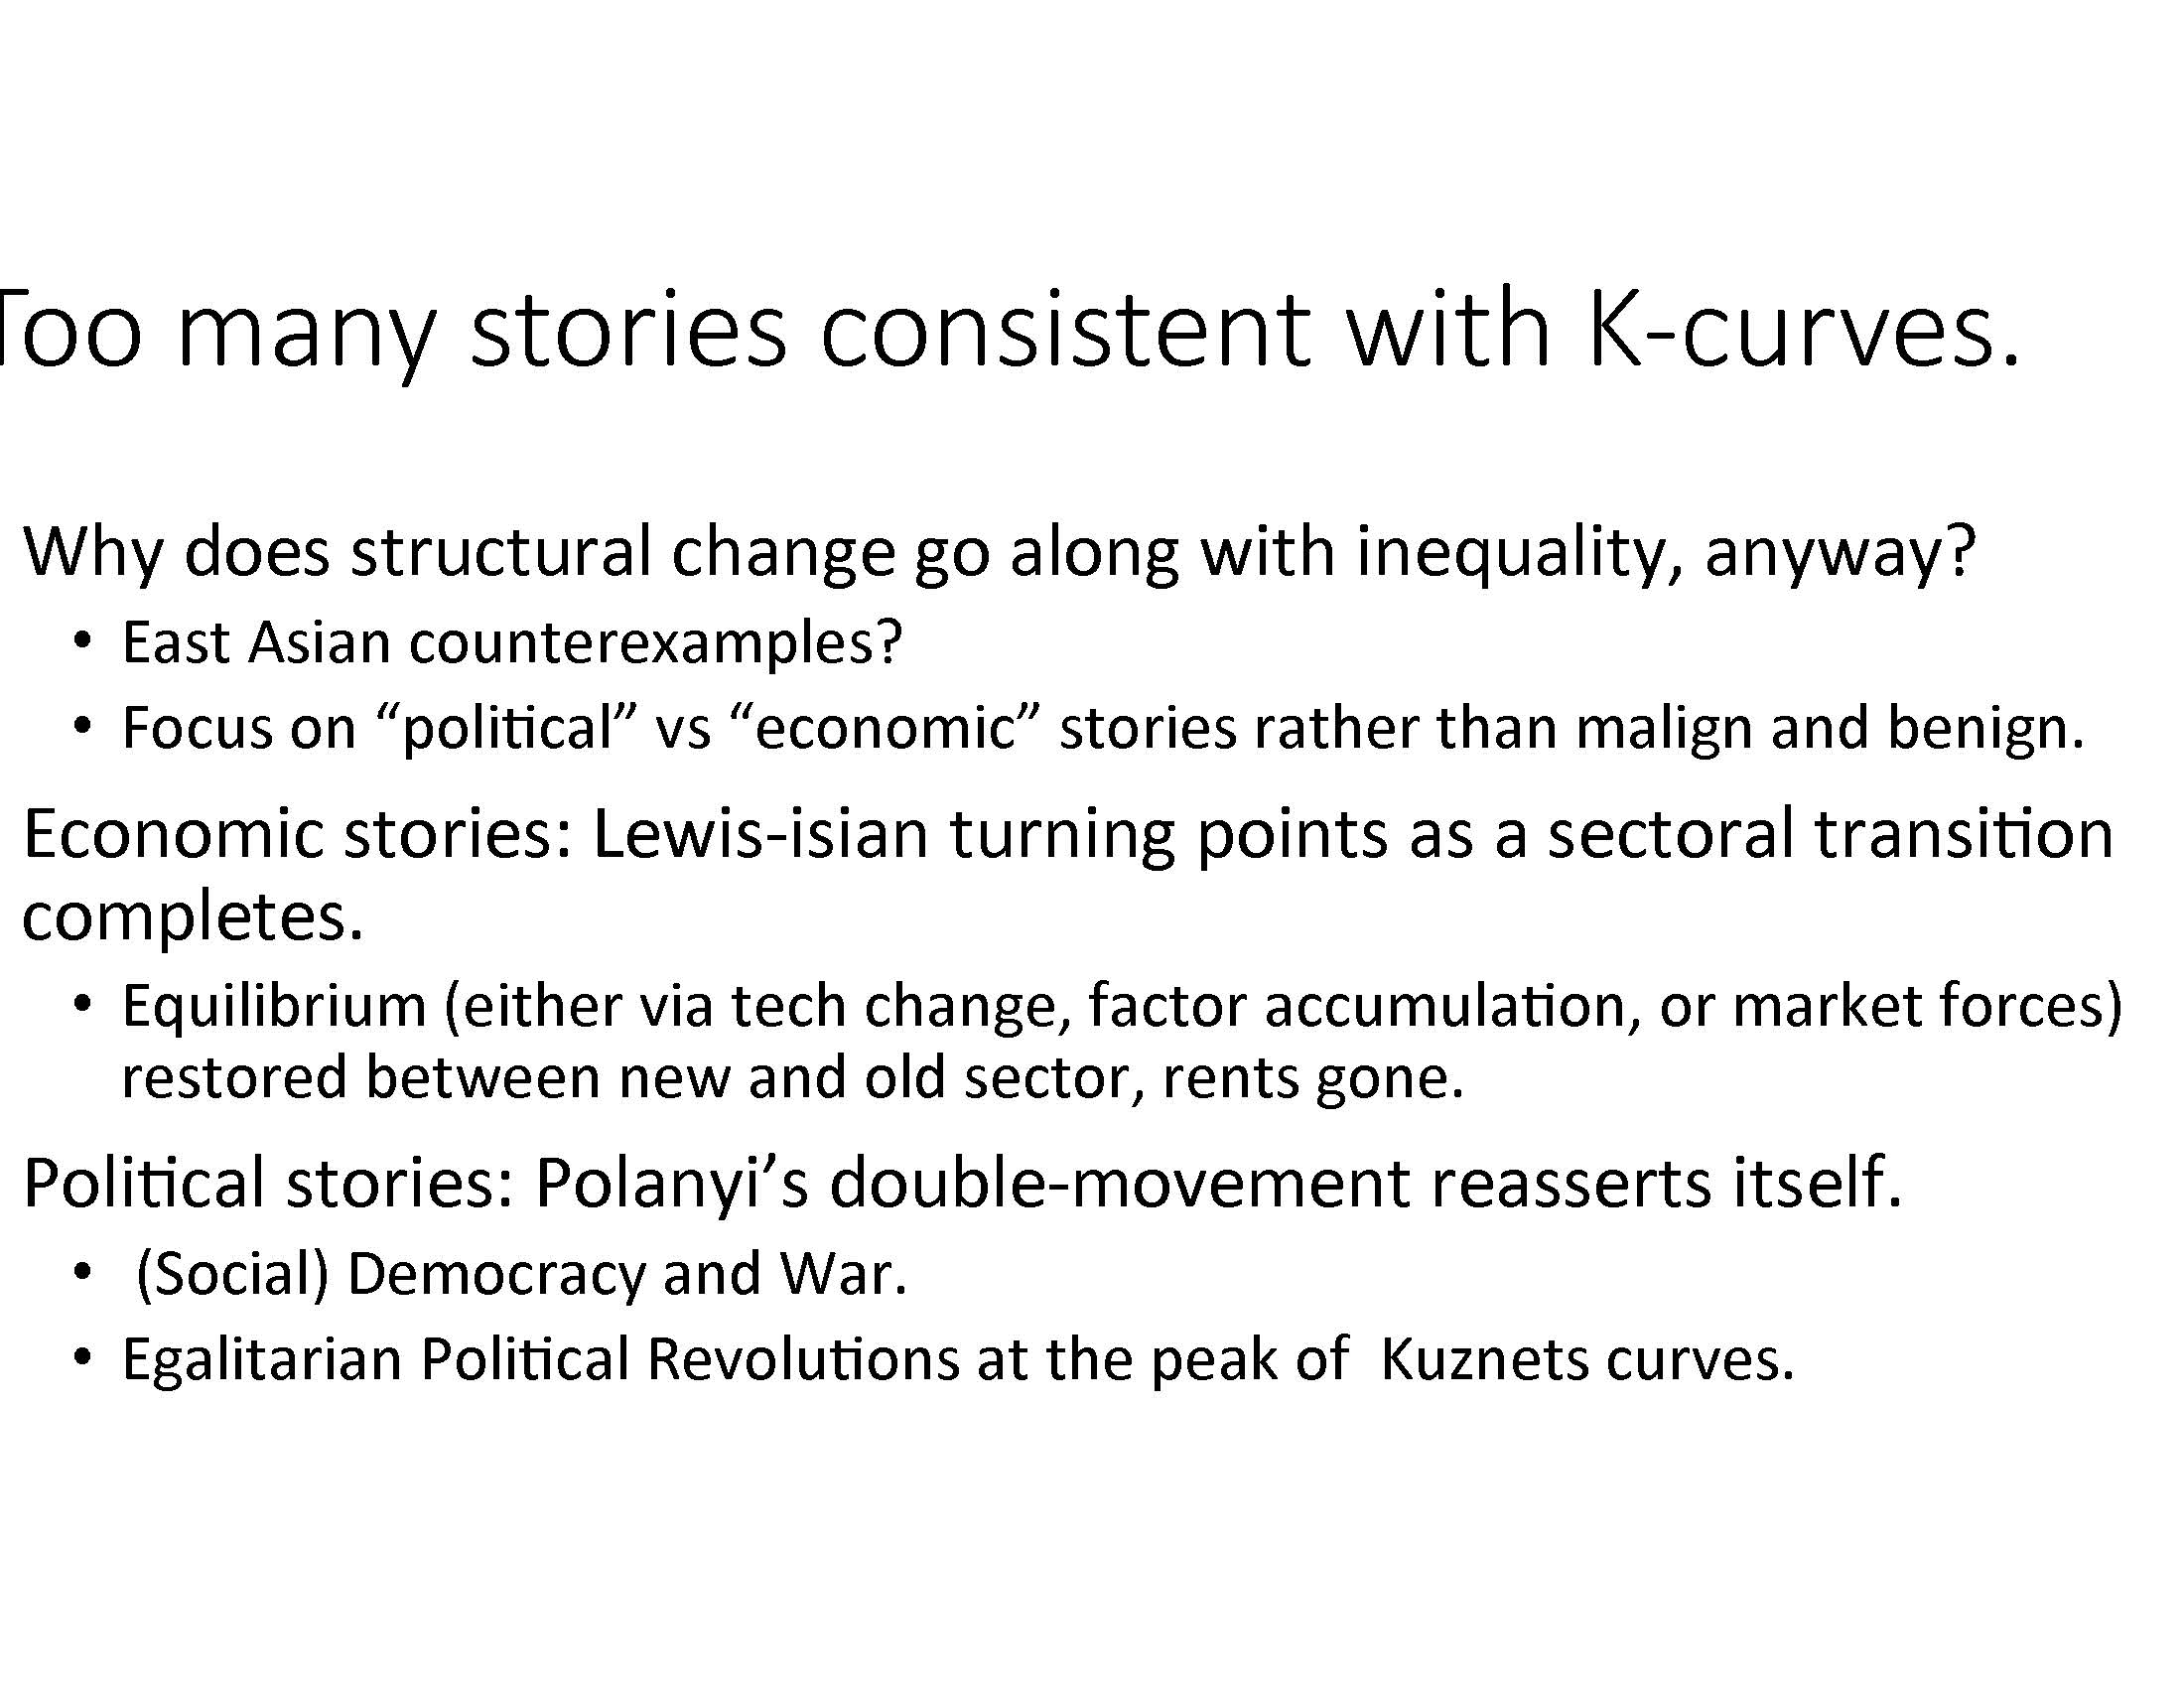 Too many stories consistent with K-curves.
Why does structural change go along with inequality, anyway?
• East Asian counterexamples?
• Focus on “political” vs “economic” stories rather than malign and benign.
Economic stories: Lewis-isian turning points as a sectoral transition
completes.
• Equilibrium (either via tech change, factor accumulation, or market forces)
restored between new and old sector, rents gone.
Political stories: Polanyi’s double-movement reasserts itself.
• (Social) Democracy and War.
• Egalitarian Political Revolutions at the peak of Kuznets curves.